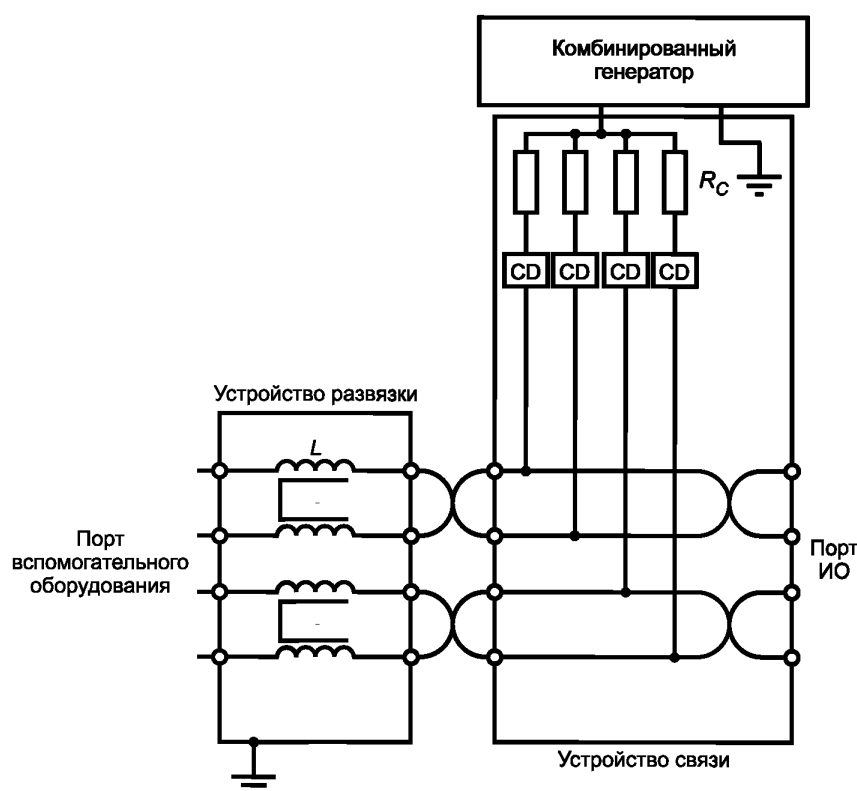 Комбинированный
генератор
R_C
CD CD CD CD
Устройство развязки
L
Порт
вспомогательного
оборудования
Порт
ИО
Устройство связи